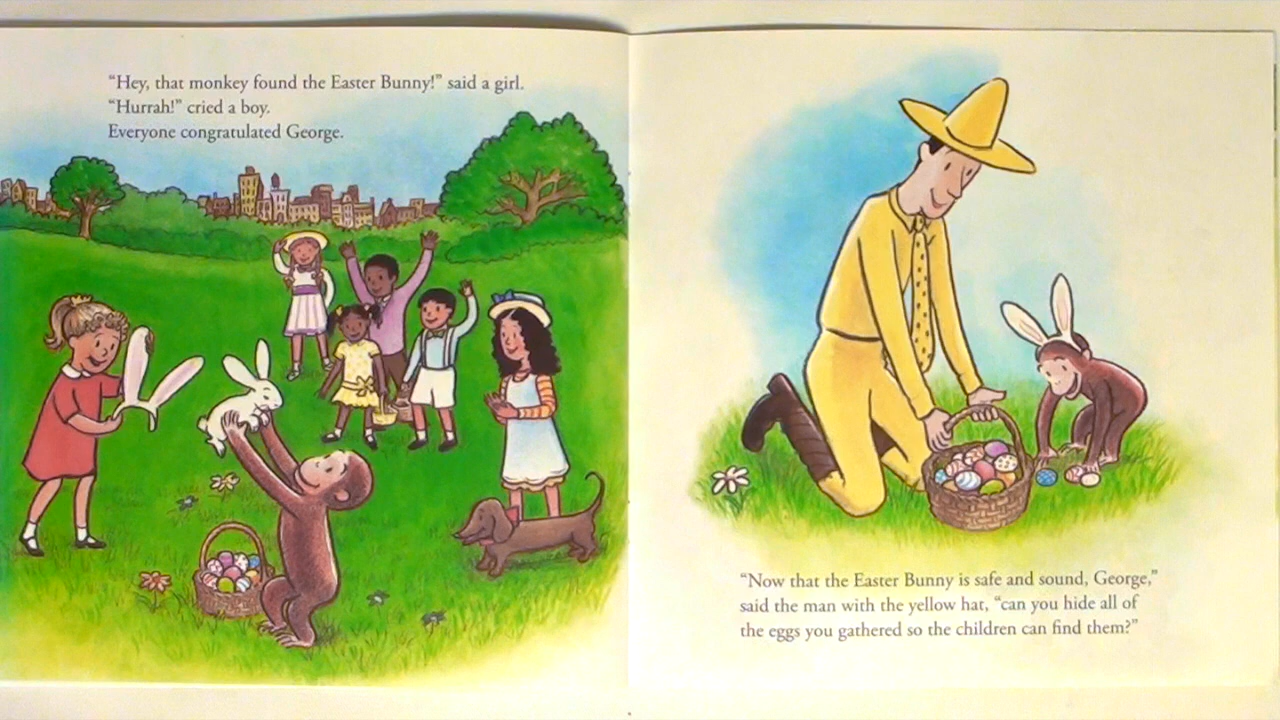 “Hey, that monkey found the Easter Bunny!” said a girl.
“Hurrah!” cried a boy.
Everyone congratulated George.
“Now that the Easter Bunny is safe and sound, George,”
said the man with the yellow hat, “can you hide all of
the eggs you gathered so the children can find them?”